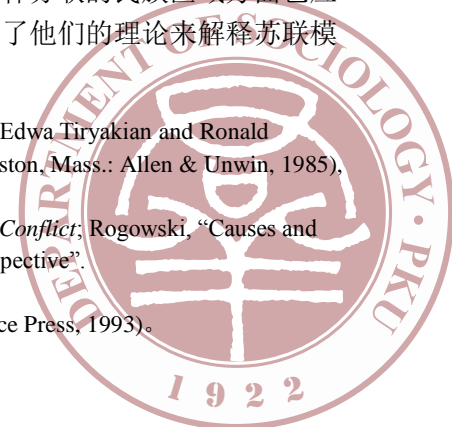 了他们的理论来解释苏联模
Edwa Tiryakian and Ronald
ston, Mass.: Allen & Unwin, 1985),
Conflict; Rogowski, “Causes and
pective”.
ce Press, 1993)。
DEPARTMENT OF SOCIOLOGY · PKU
1922